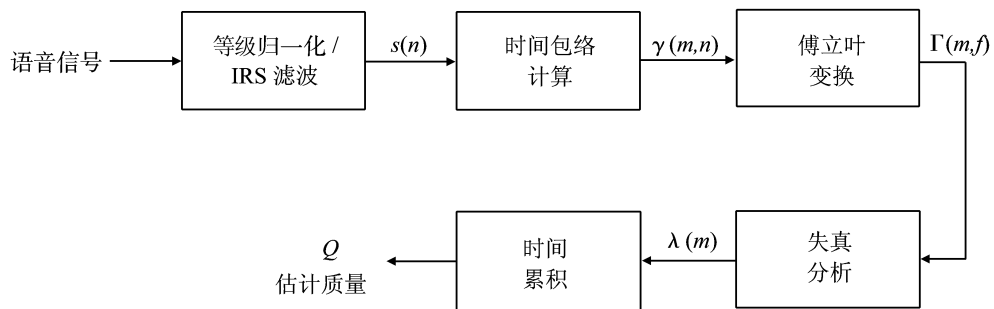 语音信号
等级归一化 /
IRS 滤波
s(n)
时间包络
计算
γ (m,n)
傅立叶
变换
Γ(m,f)
失真
分析
λ (m)
时间
累积
Q
估计质量